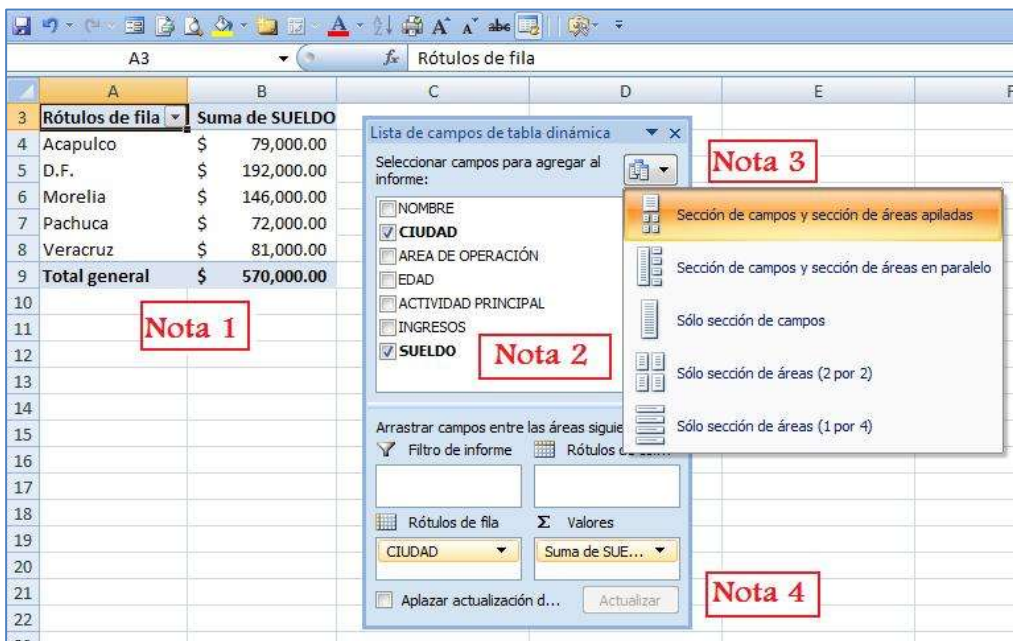 A3
fx Rótulos de fila
A B C D E F
3 Rótulos de fila Suma de SUELDO
4 Acapulco $ 79,000.00
5 D.F. $ 192,000.00
6 Morelia $ 146,000.00
7 Pachuca $ 72,000.00
8 Veracruz $ 81,000.00
9 Total general $ 570,000.00
10
11
12
13
14
15
16
17
18
19
20
21
22
Nota 1
Lista de campos de tabla dinámica
Seleccionar campos para agregar al
informe:
NOMBRE
CIUDAD
AREA DE OPERACIÓN
EDAD
ACTIVIDAD PRINCIPAL
INGRESOS
SUELDO
Nota 2
Nota 3
Sección de campos y sección de áreas apiladas
Sección de campos y sección de áreas en paralelo
Sólo sección de campos
Sólo sección de áreas (2 por 2)
Sólo sección de áreas (1 por 4)
Arrastrar campos entre las áreas siguie
Filtro de informe Rótulos
Rótulos de fila Σ Valores
CIUDAD Suma de SUE...
Aplazar actualización d... Actualizar
Nota 4